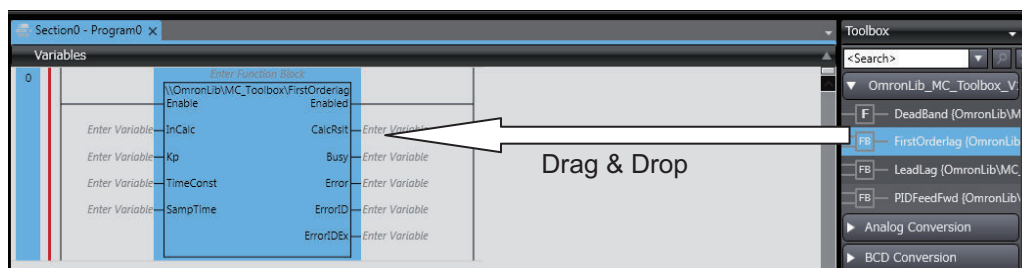 Section0 - Program0 ×
Variables
0
Enter Function Block
\\OmronLib\MC_Toolbox\FirstOrderlag
Enable Enabled
Enter Variable InCalc CalcRslt Enter Variable
Enter Variable Kp Busy Enter Variable
Enter Variable TimeConst Error Enter Variable
Enter Variable SampTime ErrorID Enter Variable
ErrorIDEx Enter Variable
Drag & Drop
Toolbox
<Search>
OmronLib_MC_Toolbox_V
F DeadBand {OmronLib\M
FB FirstOrderlag {OmronLib
FB LeadLag {OmronLib\MC_
FB PIDFeedFwd {OmronLib\
Analog Conversion
BCD Conversion